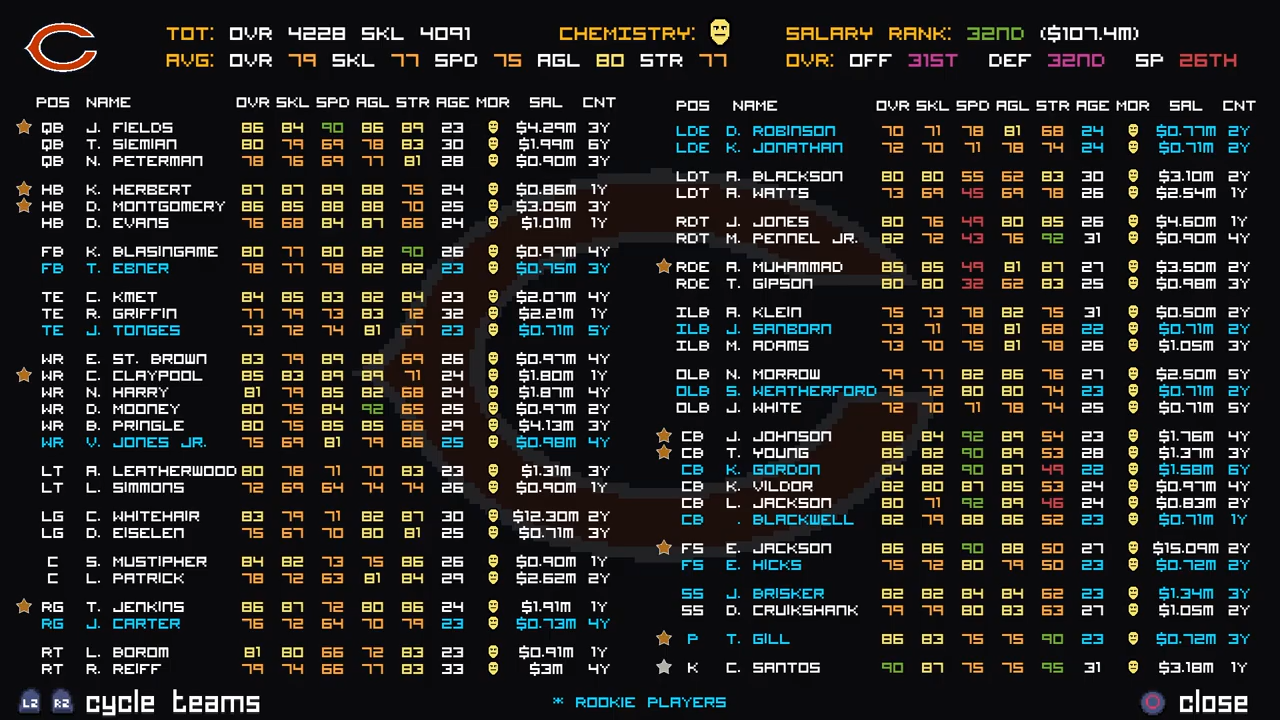 TOT: OVR 4228 SKL 4091 CHEMISTRY: SALARY RANK: 32ND ($107.4M)
AVG: OVR 79 SKL 77 SPD 75 AGL 80 STR 77 OVR: OFF 31ST DEF 32ND SP 26TH
POS NAME OVR SKL SPD AGL STR AGE MOR SAL CNT
QB J. FIELDS 86 84 90 86 89 23 $4.29M 3Y
QB T. SIEMIAN 80 79 69 78 83 30 $1.99M 6Y
QB N. PETERMAN 78 76 69 77 81 28 $0.90M 3Y
HB K. HERBERT 87 87 89 88 75 24 $0.86M 1Y
HB D. MONTGOMERY 86 85 88 88 70 25 $3.05M 3Y
HB D. EVANS 76 68 84 87 66 24 $1.01M 1Y
FB K. BLASINGAME 80 77 80 82 90 26 $0.97M 4Y
FB T. EBNER 78 77 78 82 82 23 $0.75M 3Y
TE C. KMET 84 85 83 82 84 23 $2.07M 4Y
TE R. GRIFFIN 77 79 73 83 72 32 $2.21M 1Y
TE J. TONGES 73 72 74 81 67 23 $0.71M 5Y
WR E. ST. BROWN 83 79 89 88 69 26 $0.97M 4Y
WR C. CLAYPOOL 85 83 89 89 71 24 $1.80M 1Y
WR N. HARRY 81 79 85 82 68 24 $1.87M 4Y
WR D. MOONEY 80 75 84 92 65 25 $0.97M 2Y
WR B. PRINGLE 80 75 85 85 66 29 $4.13M 3Y
WR V. JONES JR. 75 69 81 79 66 25 $0.98M 4Y
LT A. LEATHERWOOD 80 78 71 70 83 23 $1.31M 3Y
LT L. SIMMONS 72 69 64 74 74 26 $0.90M 1Y
LG C. WHITEHAIR 83 79 71 82 87 30 $12.30M 2Y
LG D. EISELEN 75 67 70 80 81 25 $0.71M 3Y
C S. MUSTIPHER 84 82 73 75 86 26 $0.90M 1Y
C L. PATRICK 78 72 63 81 84 29 $2.62M 2Y
RG T. JENKINS 86 87 72 80 86 24 $1.91M 1Y
RG J. CARTER 76 72 64 70 79 23 $0.73M 4Y
RT L. BOROM 81 80 66 72 83 23 $0.91M 1Y
RT R. REIFF 79 74 66 77 83 33 $3M 4Y
POS NAME OVR SKL SPD AGL STR AGE MOR SAL CNT
LDE D. ROBINSON 70 71 78 81 68 24 $0.77M 2Y
LDE K. JONATHAN 72 70 71 78 74 24 $0.71M 2Y
LDT A. BLACKSON 80 80 55 62 83 30 $3.10M 2Y
LDT A. WATTS 73 69 45 69 78 26 $2.54M 1Y
RDT J. JONES 80 76 49 80 85 26 $4.60M 1Y
RDT M. PENNEL JR. 82 72 43 76 92 31 $0.90M 4Y
RDE A. MUHAMMAD 85 85 49 81 87 27 $3.50M 2Y
RDE T. GIPSON 80 80 32 62 83 25 $0.98M 3Y
ILB A. KLEIN 75 73 78 82 75 31 $0.50M 2Y
ILB J. SANBORN 73 71 78 81 68 22 $0.71M 2Y
ILB M. ADAMS 73 70 75 81 78 26 $1.05M 3Y
OLB N. MORROW 79 77 82 86 76 27 $2.50M 5Y
OLB S. WEATHERFORD 75 72 80 80 74 23 $0.71M 2Y
OLB J. WHITE 72 70 71 78 74 25 $0.71M 5Y
CB J. JOHNSON 86 84 92 89 54 23 $1.76M 4Y
CB T. YOUNG 85 82 90 89 53 28 $1.37M 3Y
CB K. GORDON 84 82 90 87 49 22 $1.58M 6Y
CB K. VILDOR 82 80 87 85 53 24 $0.97M 4Y
CB L. JACKSON 80 71 92 89 46 24 $0.83M 2Y
CB . BLACKWELL 82 79 88 86 52 23 $0.71M 1Y
FS E. JACKSON 86 86 90 88 50 27 $15.09M 2Y
FS E. HICKS 75 72 80 79 50 23 $0.72M 2Y
SS J. BRISKER 82 82 84 84 62 23 $1.34M 3Y
SS D. CRUIKSHANK 79 79 80 83 63 27 $1.05M 2Y
P T. GILL 86 83 75 75 90 23 $0.72M 3Y
K C. SANTOS 90 87 75 75 95 31 $3.18M 1Y
L2 R2 cycle teams * ROOKIE PLAYERS close